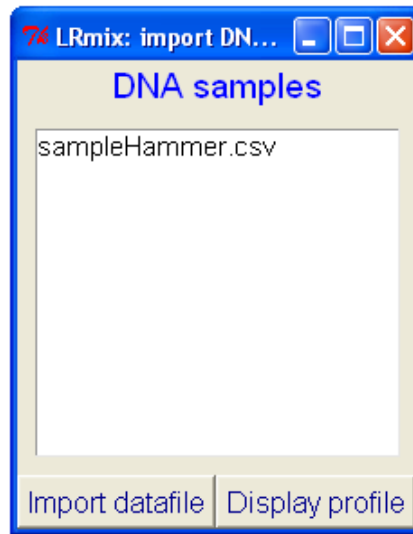 LRmix: import DN...
DNA samples
sampleHammer.csv
Import datafile
Display profile